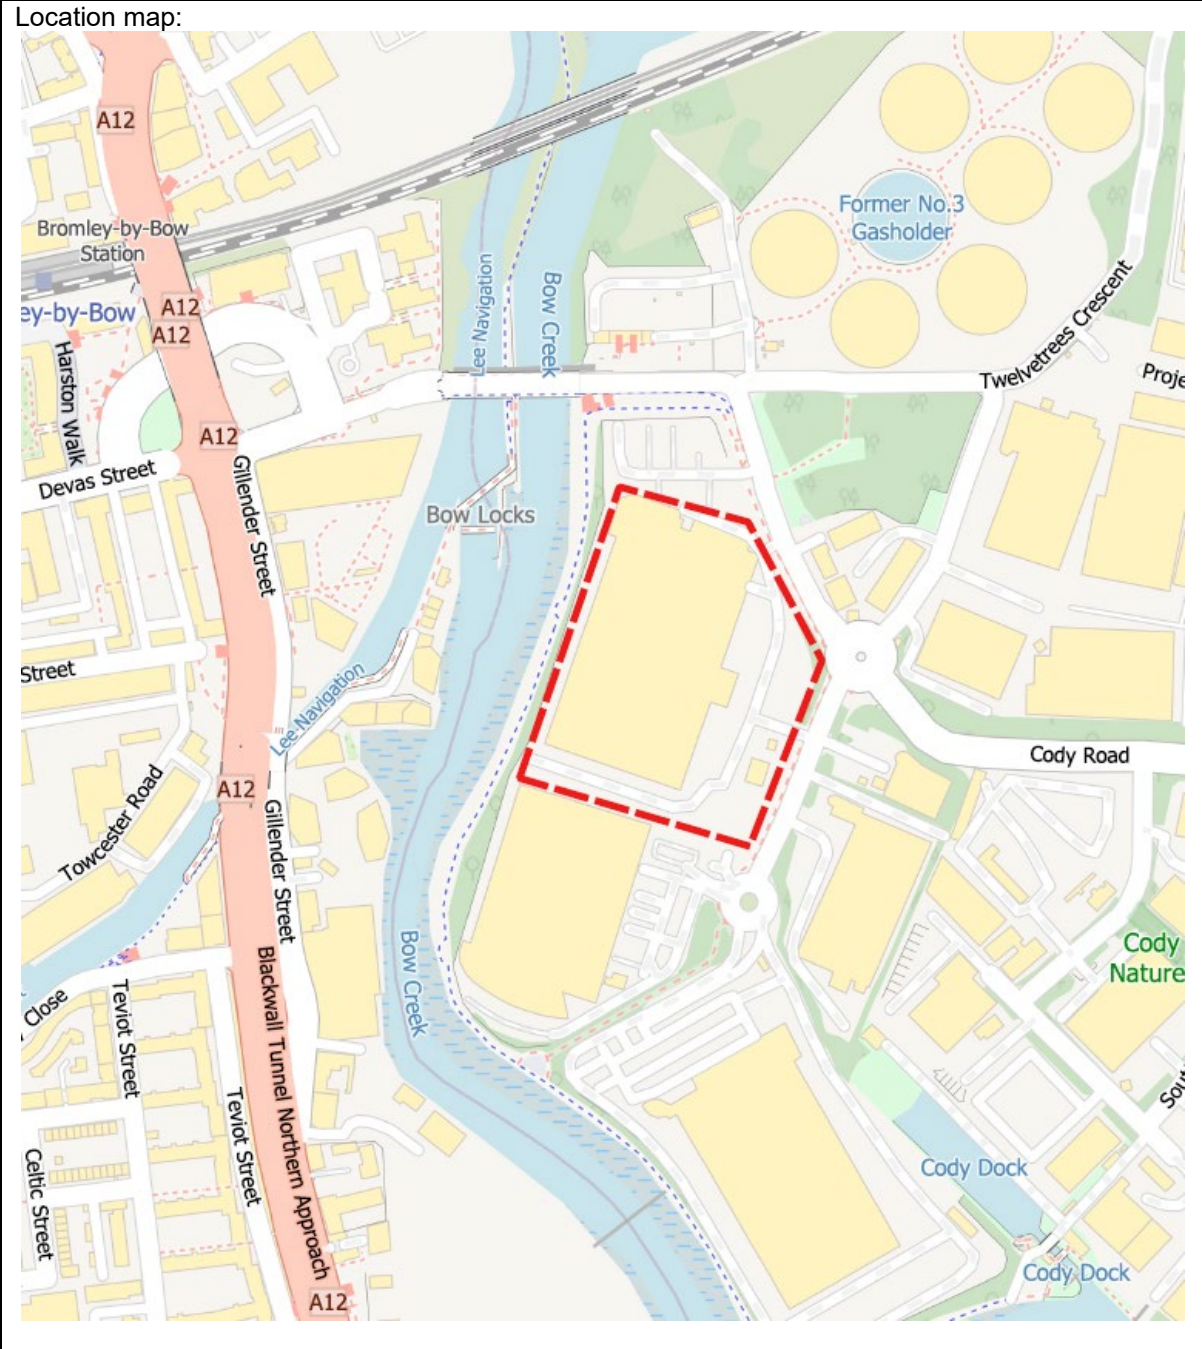 Location map:
A12
Bromley-by-Bow
Station
ey-by-Bow
A12
A12
Harston Walk
A12
Devas Street
Gillender Street
Lee Navigation
Bow Creek
Former No.3
Gasholder
Twelvetrees Crescent
Proje
Bow Locks
Street
Lee Navigation
Cody Road
A12
Towcester Road
Gillender Street
Bow Creek
Cody
Nature
Close
Teviot Street
Blackwall Tunnel Northern Approach
Teviot Street
Celtic Street
Sou
Cody Dock
Cody Dock
A12